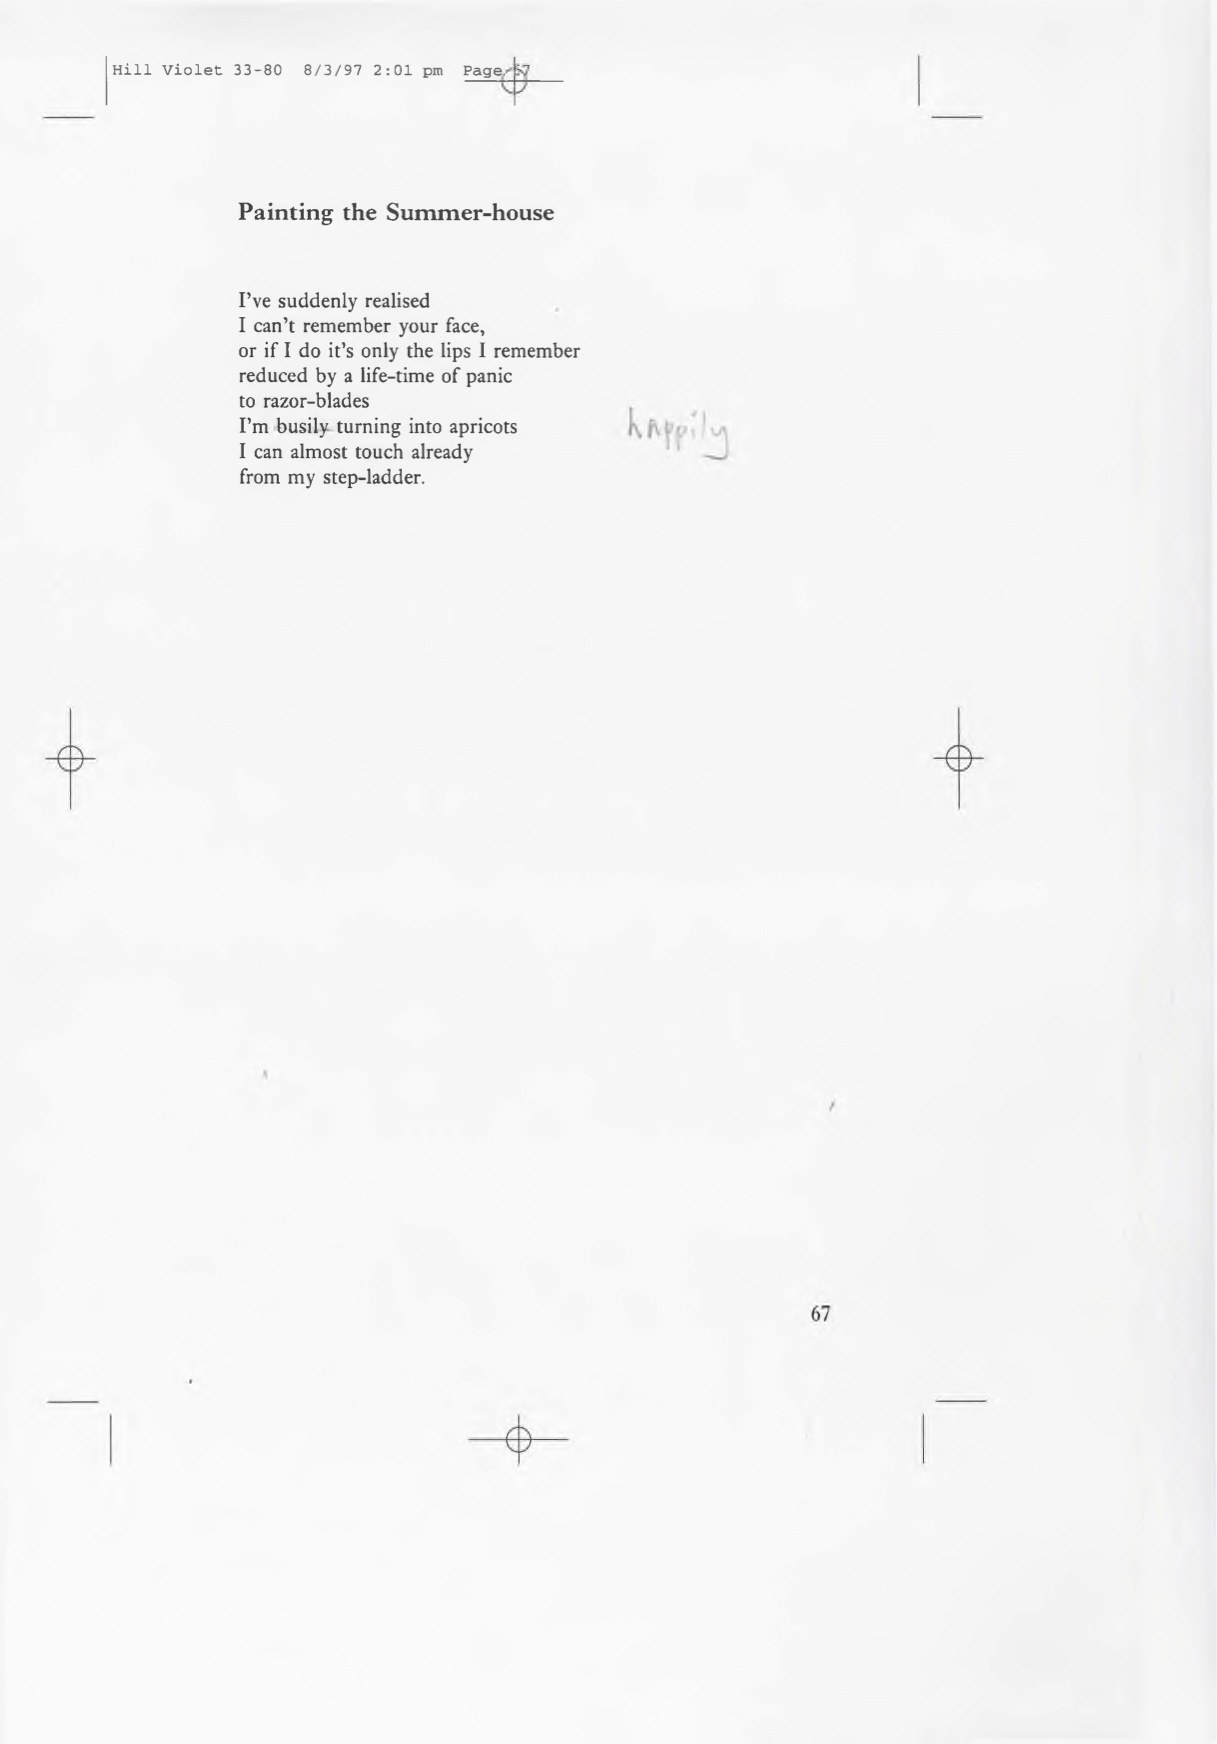 Hill Violet 33-80 8/3/97 2:01 pm Page 67
Painting the Summer-house
I've suddenly realised
I can't remember your face,
or if I do it's only the lips I remember
reduced by a life-time of panic
to razor-blades
I'm busily turning into apricots
happily
I can almost touch already
from my step-ladder.
67